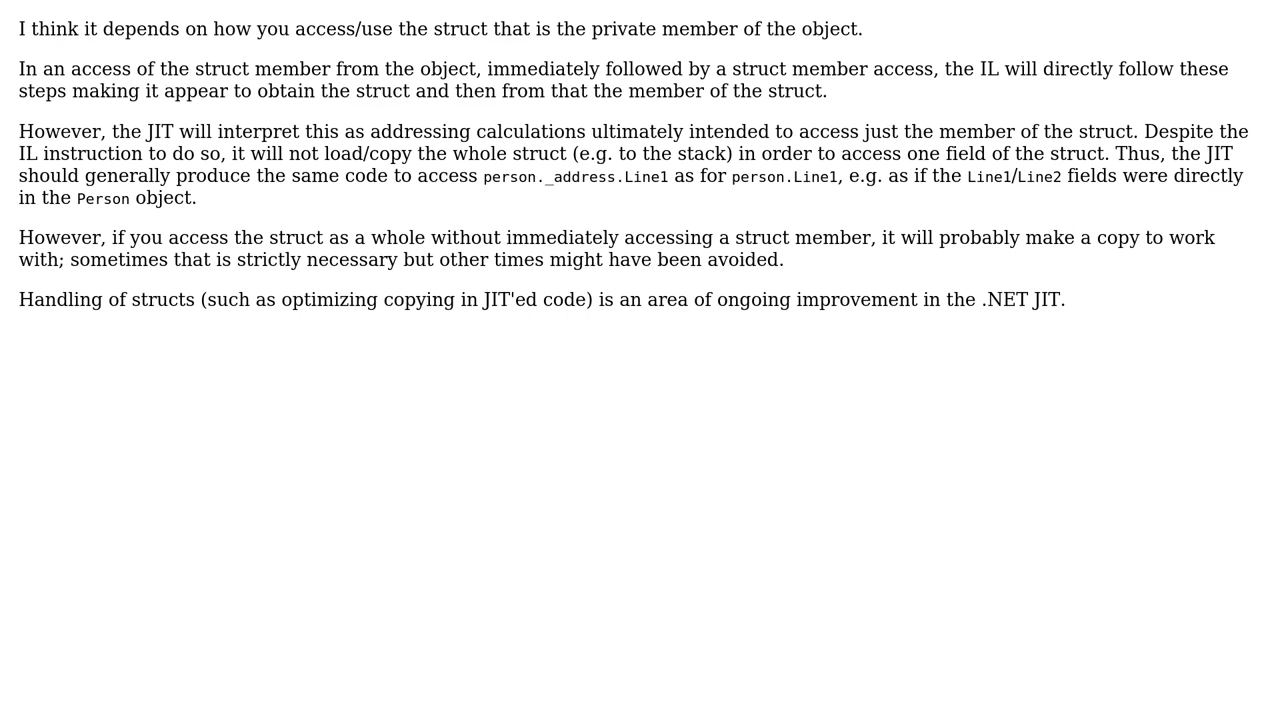 I think it depends on how you access/use the struct that is the private member of the object.
In an access of the struct member from the object, immediately followed by a struct member access, the IL will directly follow these
steps making it appear to obtain the struct and then from that the member of the struct.
However, the JIT will interpret this as addressing calculations ultimately intended to access just the member of the struct. Despite the
IL instruction to do so, it will not load/copy the whole struct (e.g. to the stack) in order to access one field of the struct. Thus, the JIT
should generally produce the same code to access person._address.Line1 as for person.Line1, e.g. as if the Line1/Line2 fields were directly
in the Person object.
However, if you access the struct as a whole without immediately accessing a struct member, it will probably make a copy to work
with; sometimes that is strictly necessary but other times might have been avoided.
Handling of structs (such as optimizing copying in JIT'ed code) is an area of ongoing improvement in the .NET JIT.